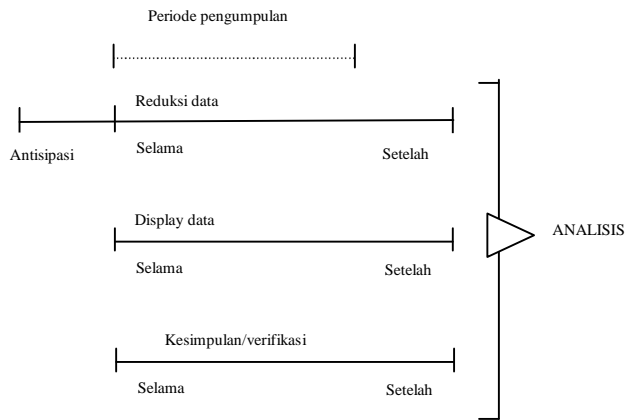 Periode pengumpulan
Reduksi data
Antisipasi
Selama
Setelah
Display data
ANALISIS
Selama
Setelah
Kesimpulan/verifikasi
Selama
Setelah